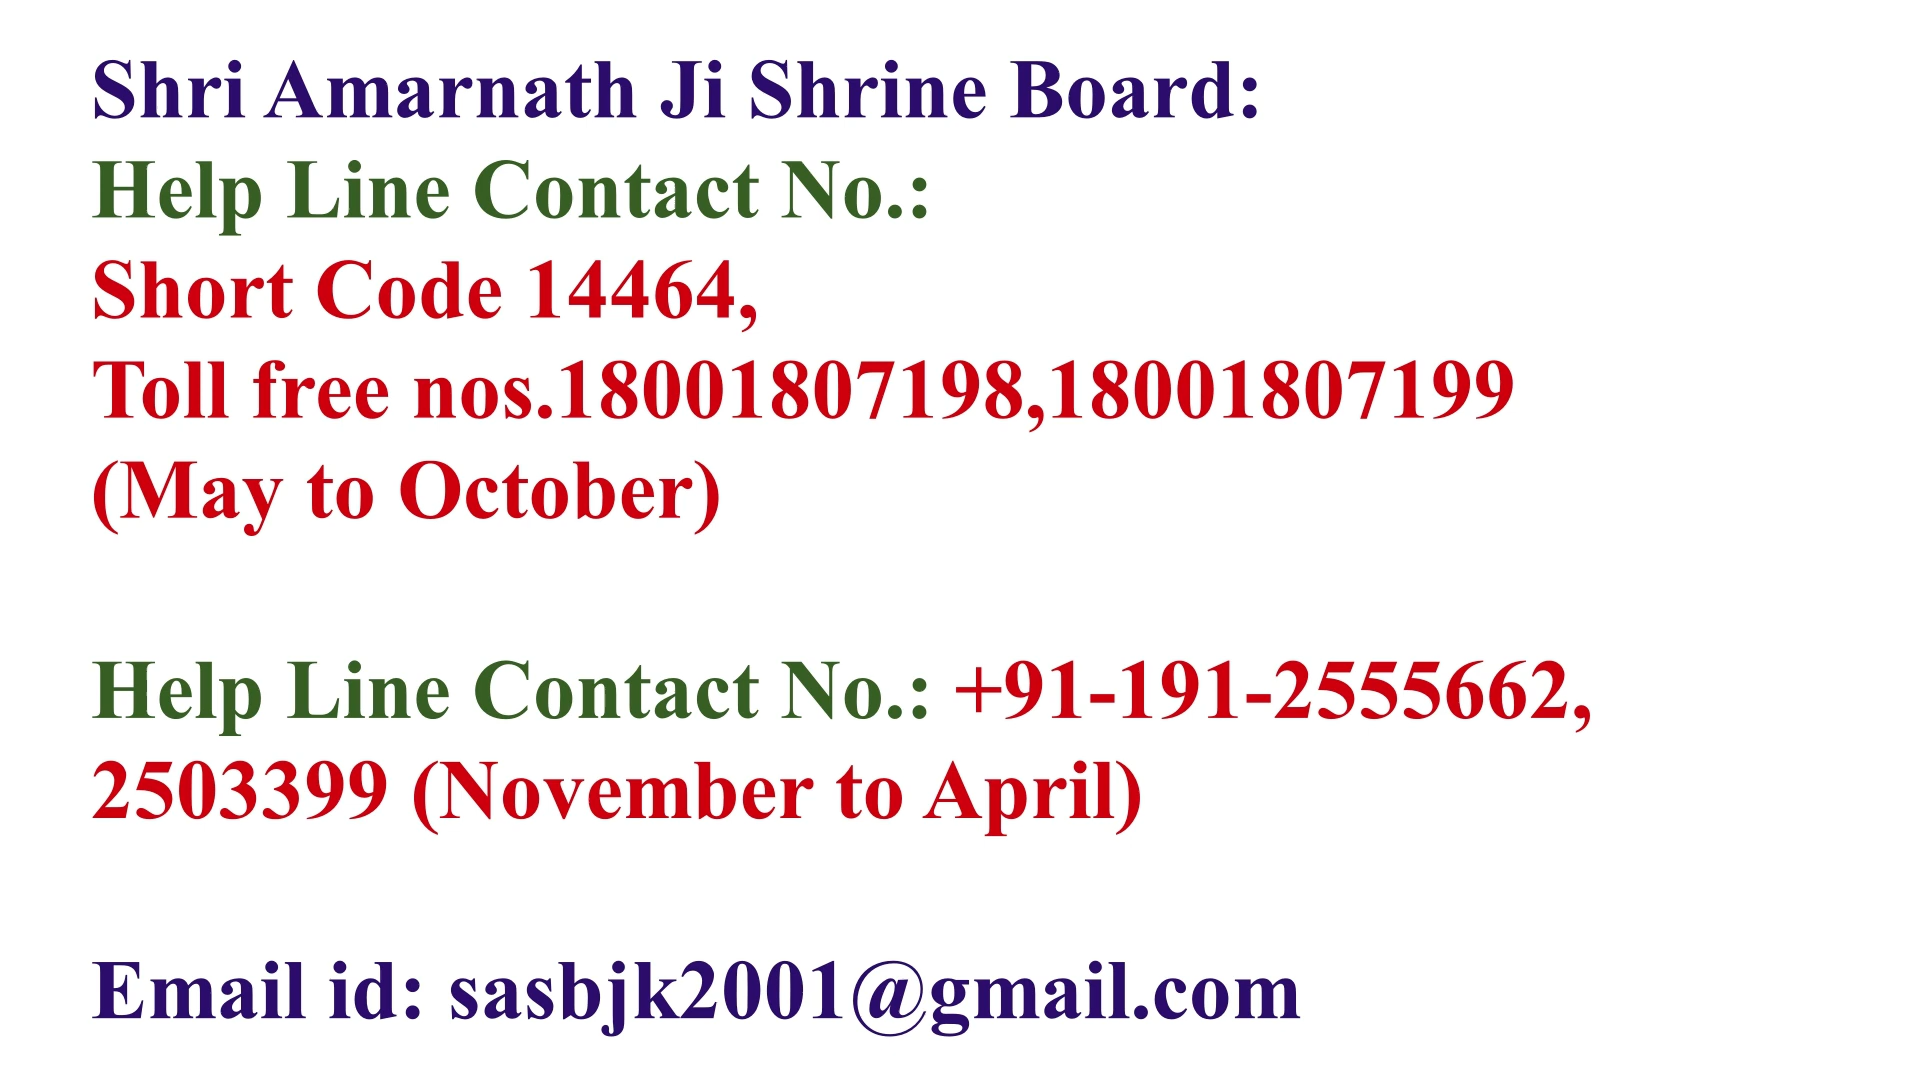 Shri Amarnath Ji Shrine Board:
Help Line Contact No.:
Short Code 14464,
Toll free nos.18001807198,18001807199
(May to October)
Help Line Contact No.: +91-191-2555662,
2503399 (November to April)
Email id: sasbjk2001@gmail.com